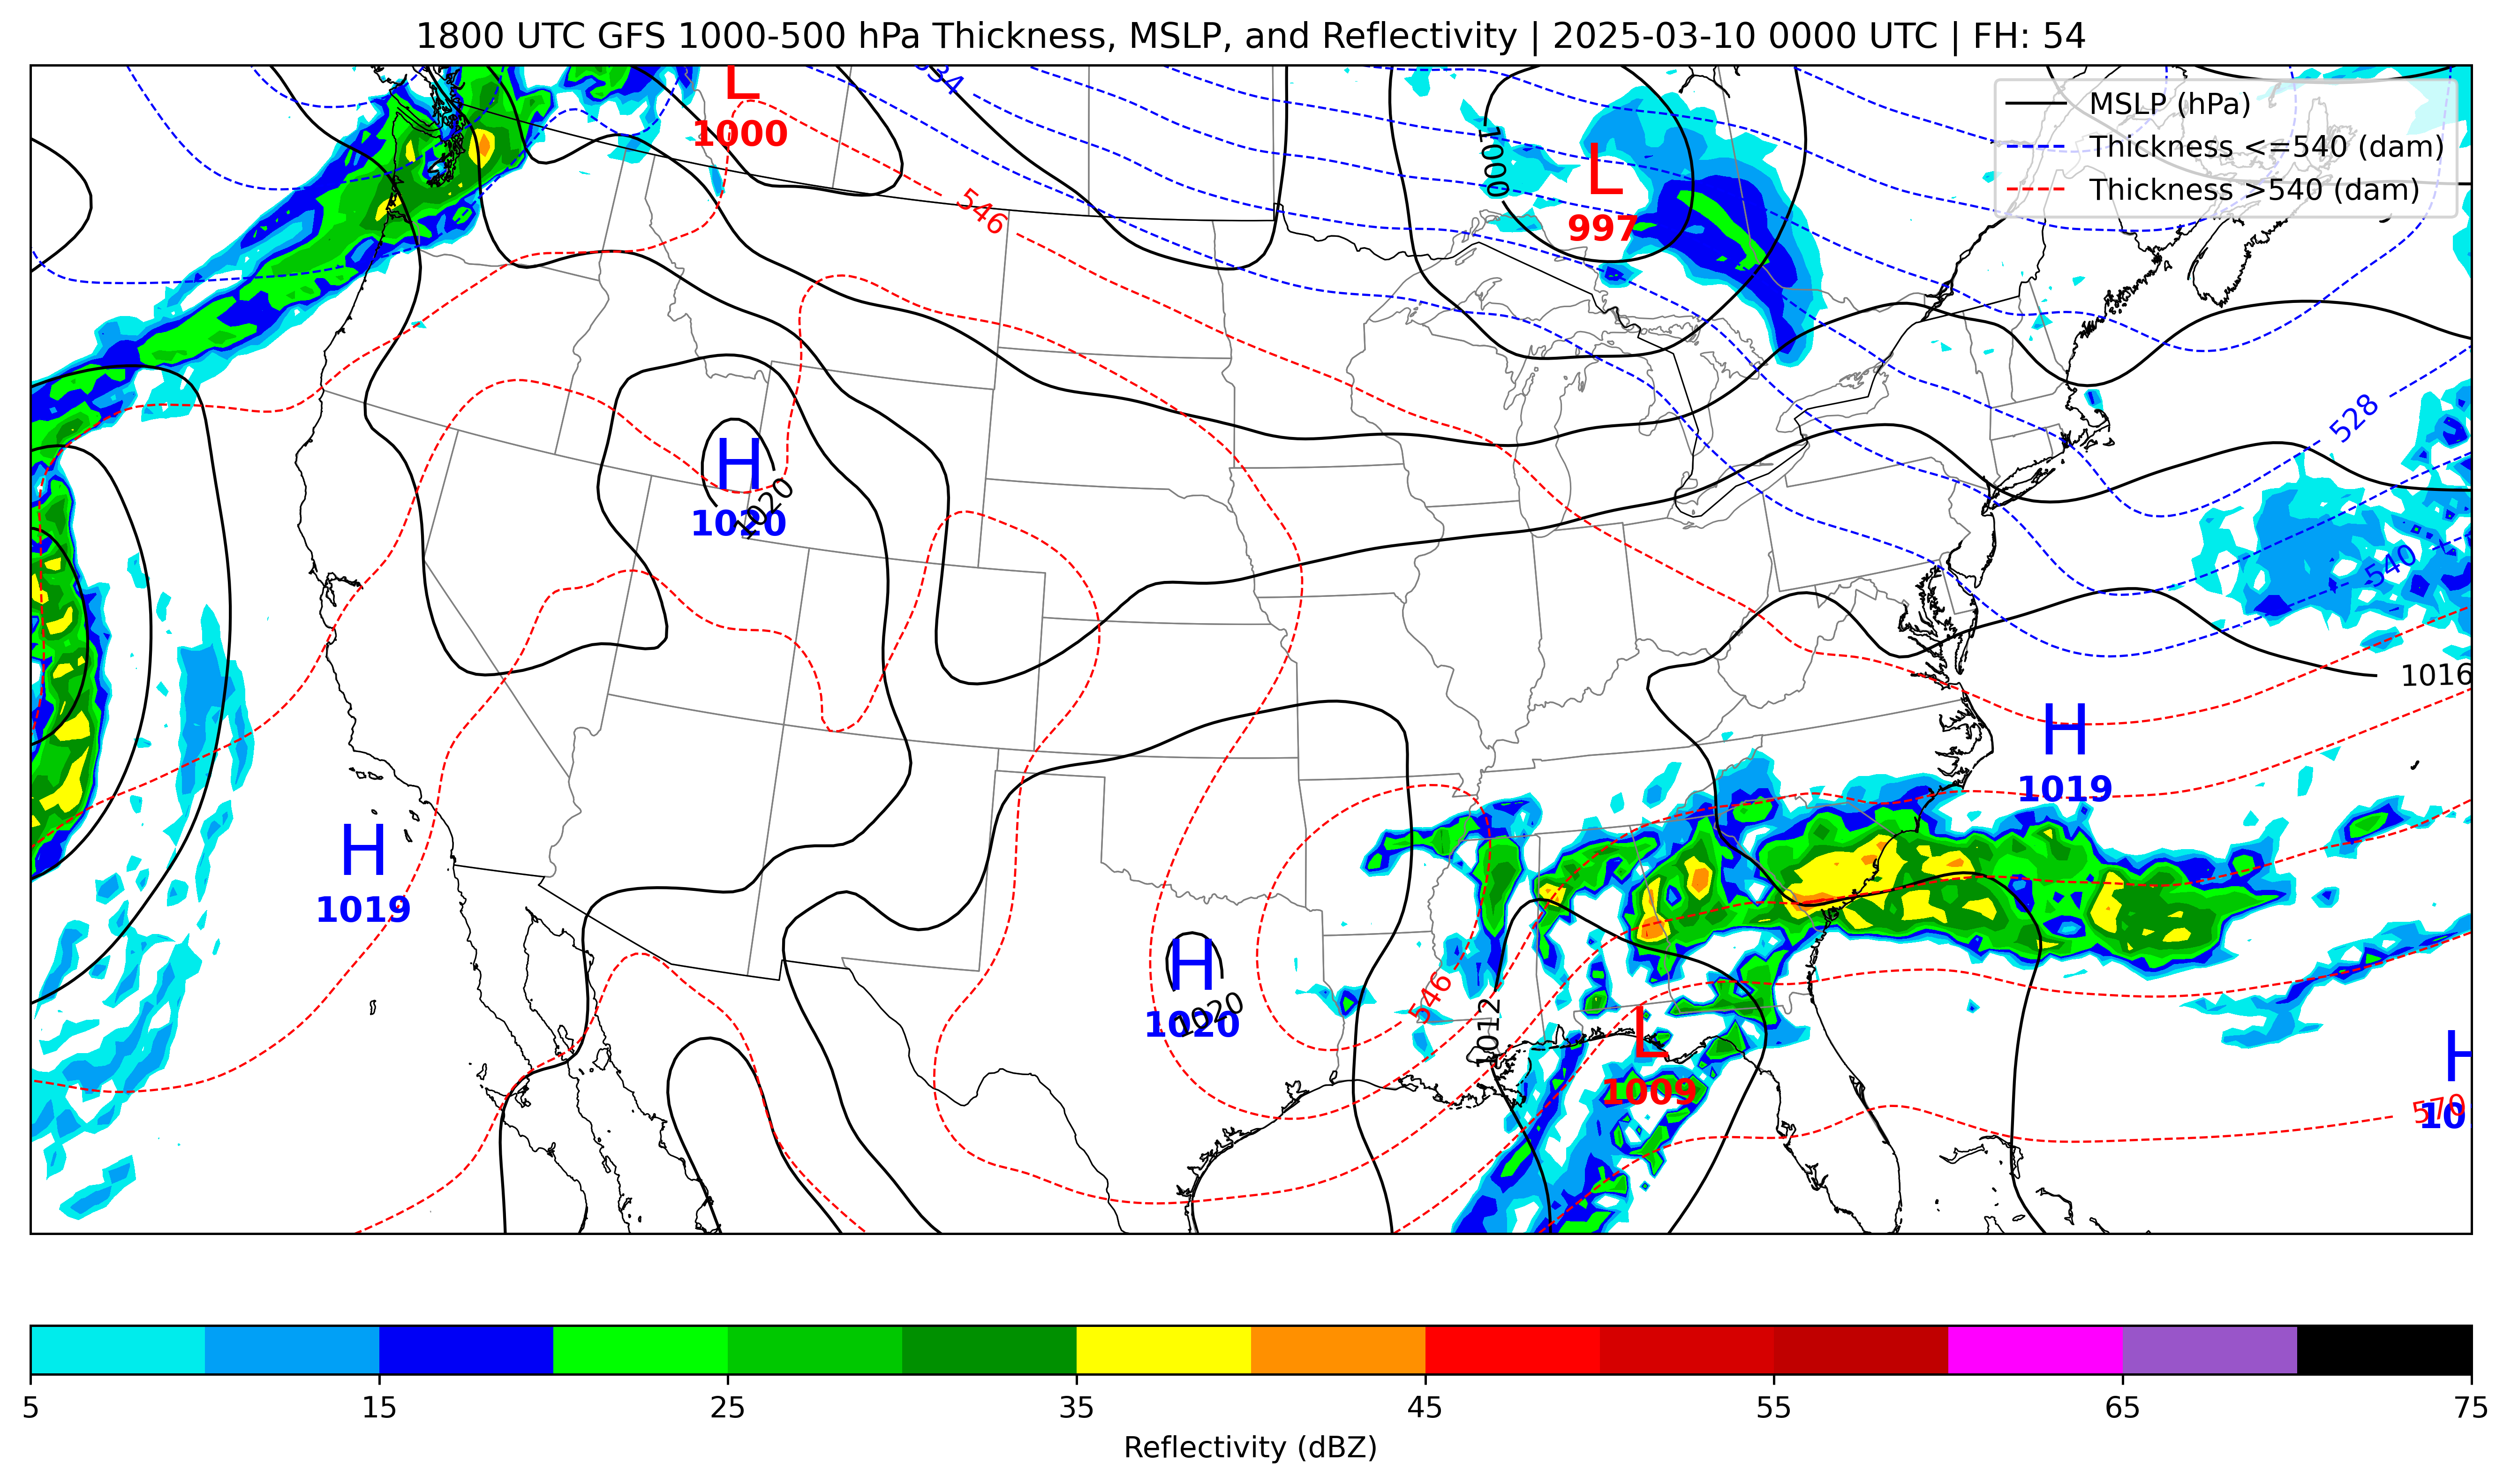 1800 UTC GFS 1000-500 hPa Thickness, MSLP, and Reflectivity | 2025-03-10 0000 UTC | FH: 54
MSLP (hPa)
Thickness <=540 (dam)
Thickness >540 (dam)
L
1000
1000
L
997
546
528
540
H
1020
1020
1016
H
1019
H
1019
H
1020
1020
546
1012
L
1009
H
10
570
5 15 25 35 45 55 65 75
Reflectivity (dBZ)